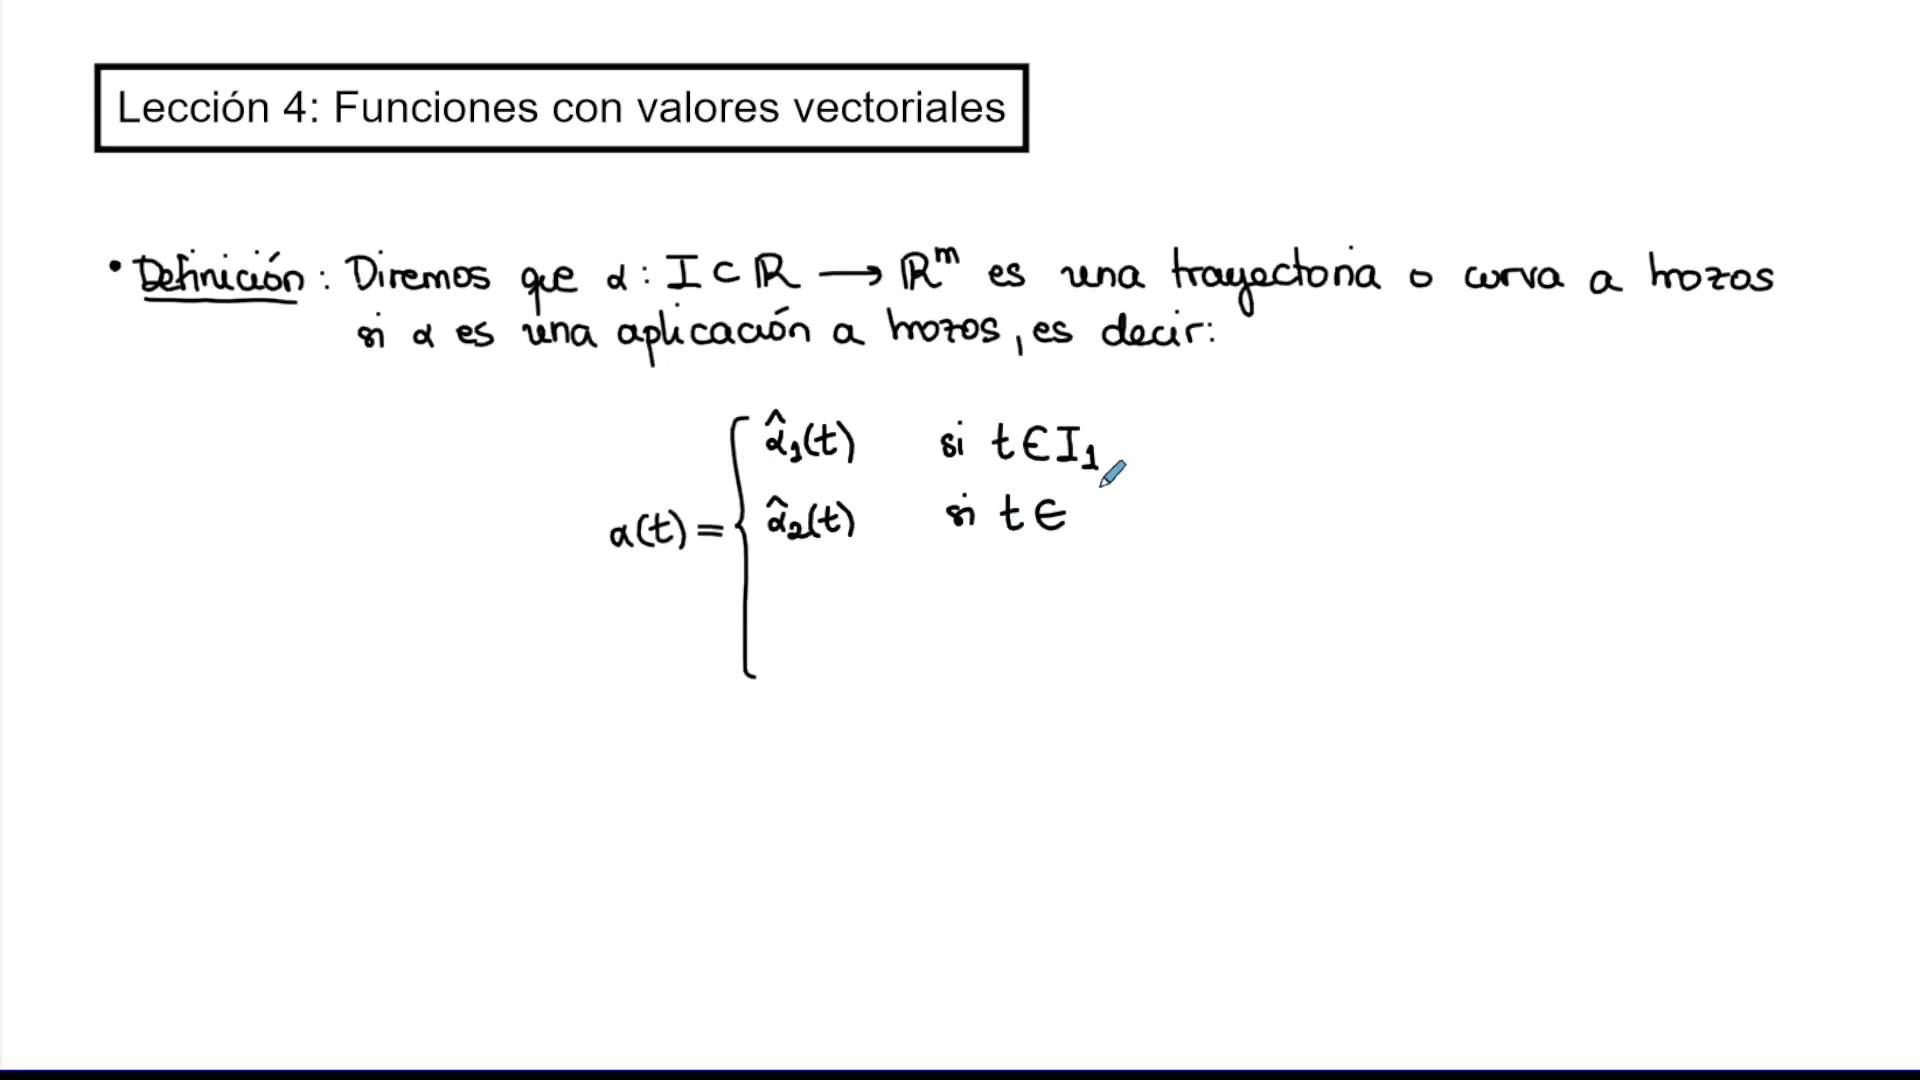 Lección 4: Funciones con valores vectoriales
• Definición: Diremos que α: I ⊂ ℝ ⟶ ℝᵐ es una trayectoria o curva a trozos
si α es una aplicación a trozos, es decir:
α̂₁(t) si t∈I₁
α(t) = { α̂₂(t) si t∈